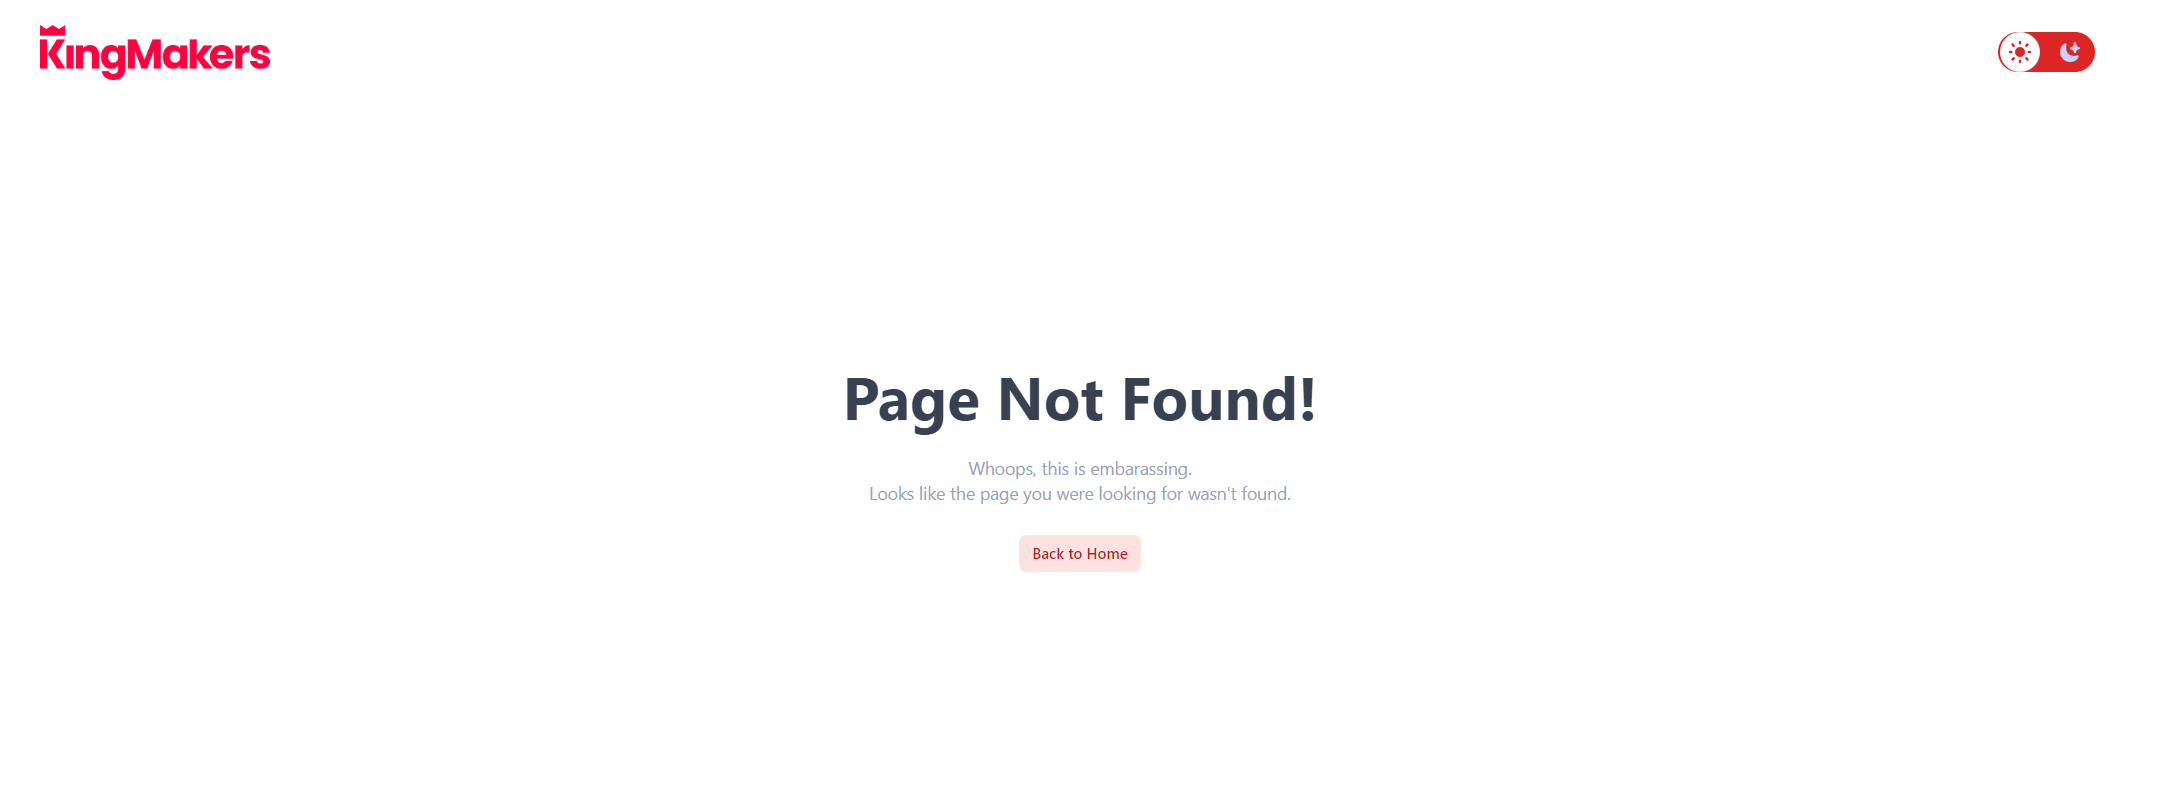 KingMakers
Page Not Found!
Whoops, this is embarassing.
Looks like the page you were looking for wasn't found.
Back to Home